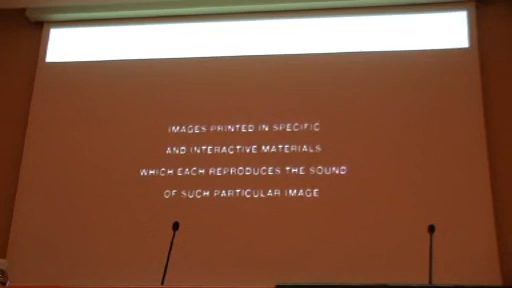 IMAGES PRINTED IN SPECIFIC
AND INTERACTIVE MATERIALS
WHICH EACH REPRODUCES THE SOUND
OF SUCH PARTICULAR IMAGE